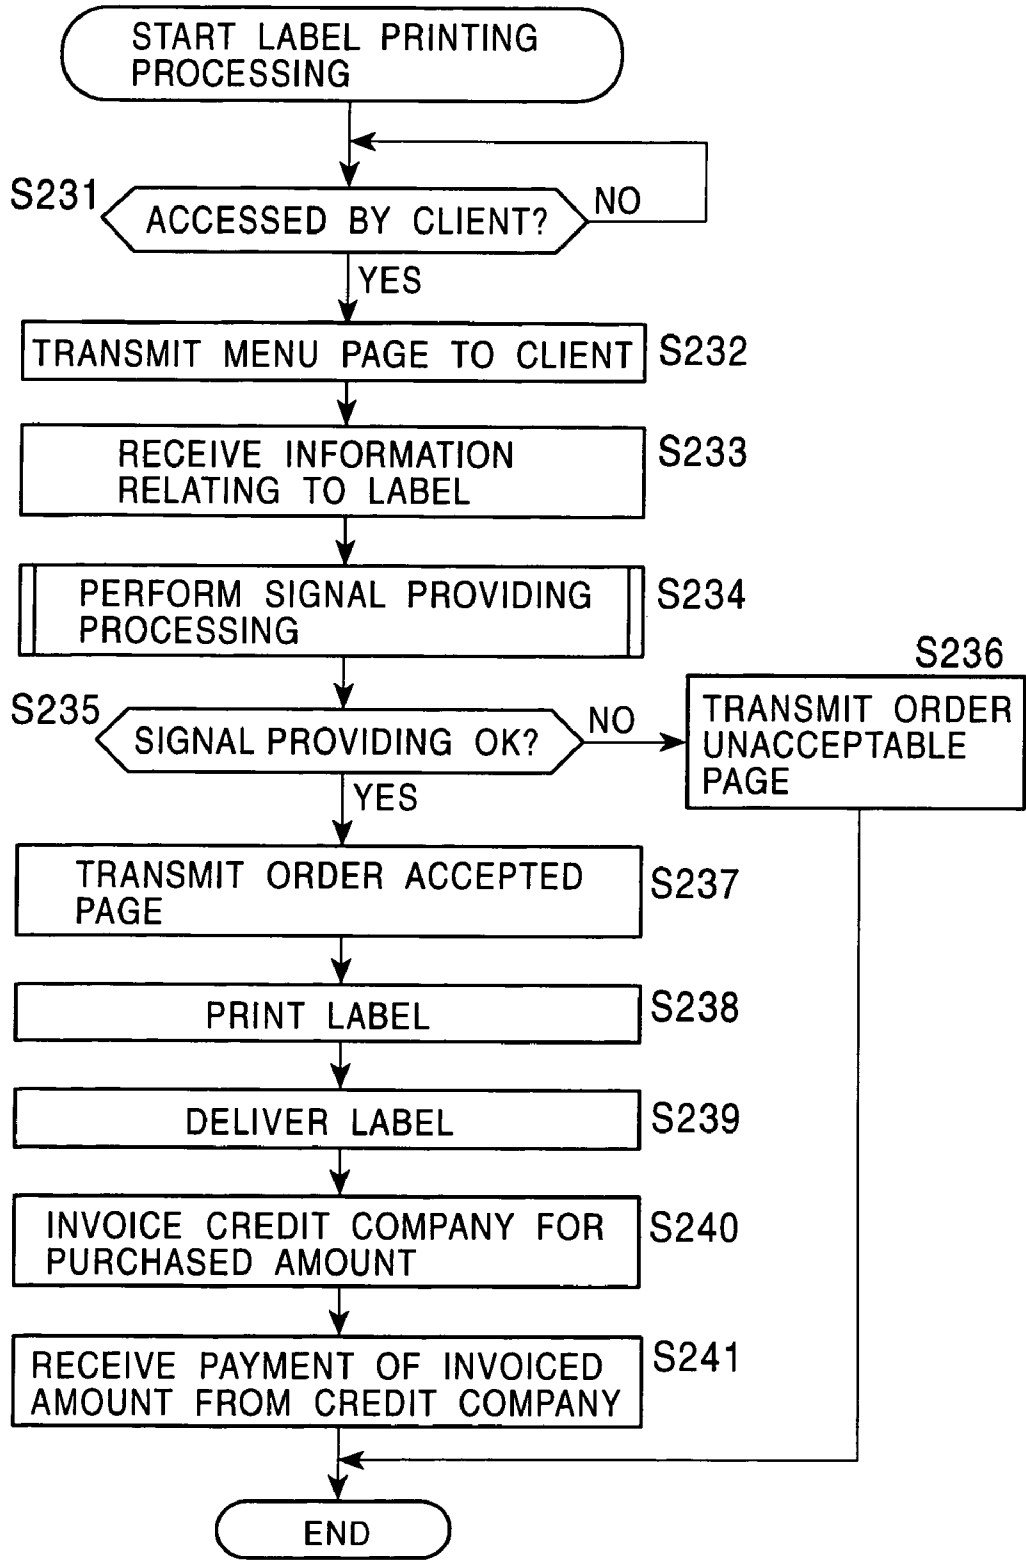 START LABEL PRINTING
PROCESSING
S231
ACCESSED BY CLIENT?
NO
YES
TRANSMIT MENU PAGE TO CLIENT
S232
RECEIVE INFORMATION
RELATING TO LABEL
S233
PERFORM SIGNAL PROVIDING
PROCESSING
S234
S235
SIGNAL PROVIDING OK?
NO
S236
TRANSMIT ORDER
UNACCEPTABLE
PAGE
YES
TRANSMIT ORDER ACCEPTED
PAGE
S237
PRINT LABEL
S238
DELIVER LABEL
S239
INVOICE CREDIT COMPANY FOR
PURCHASED AMOUNT
S240
RECEIVE PAYMENT OF INVOICED
AMOUNT FROM CREDIT COMPANY
S241
END